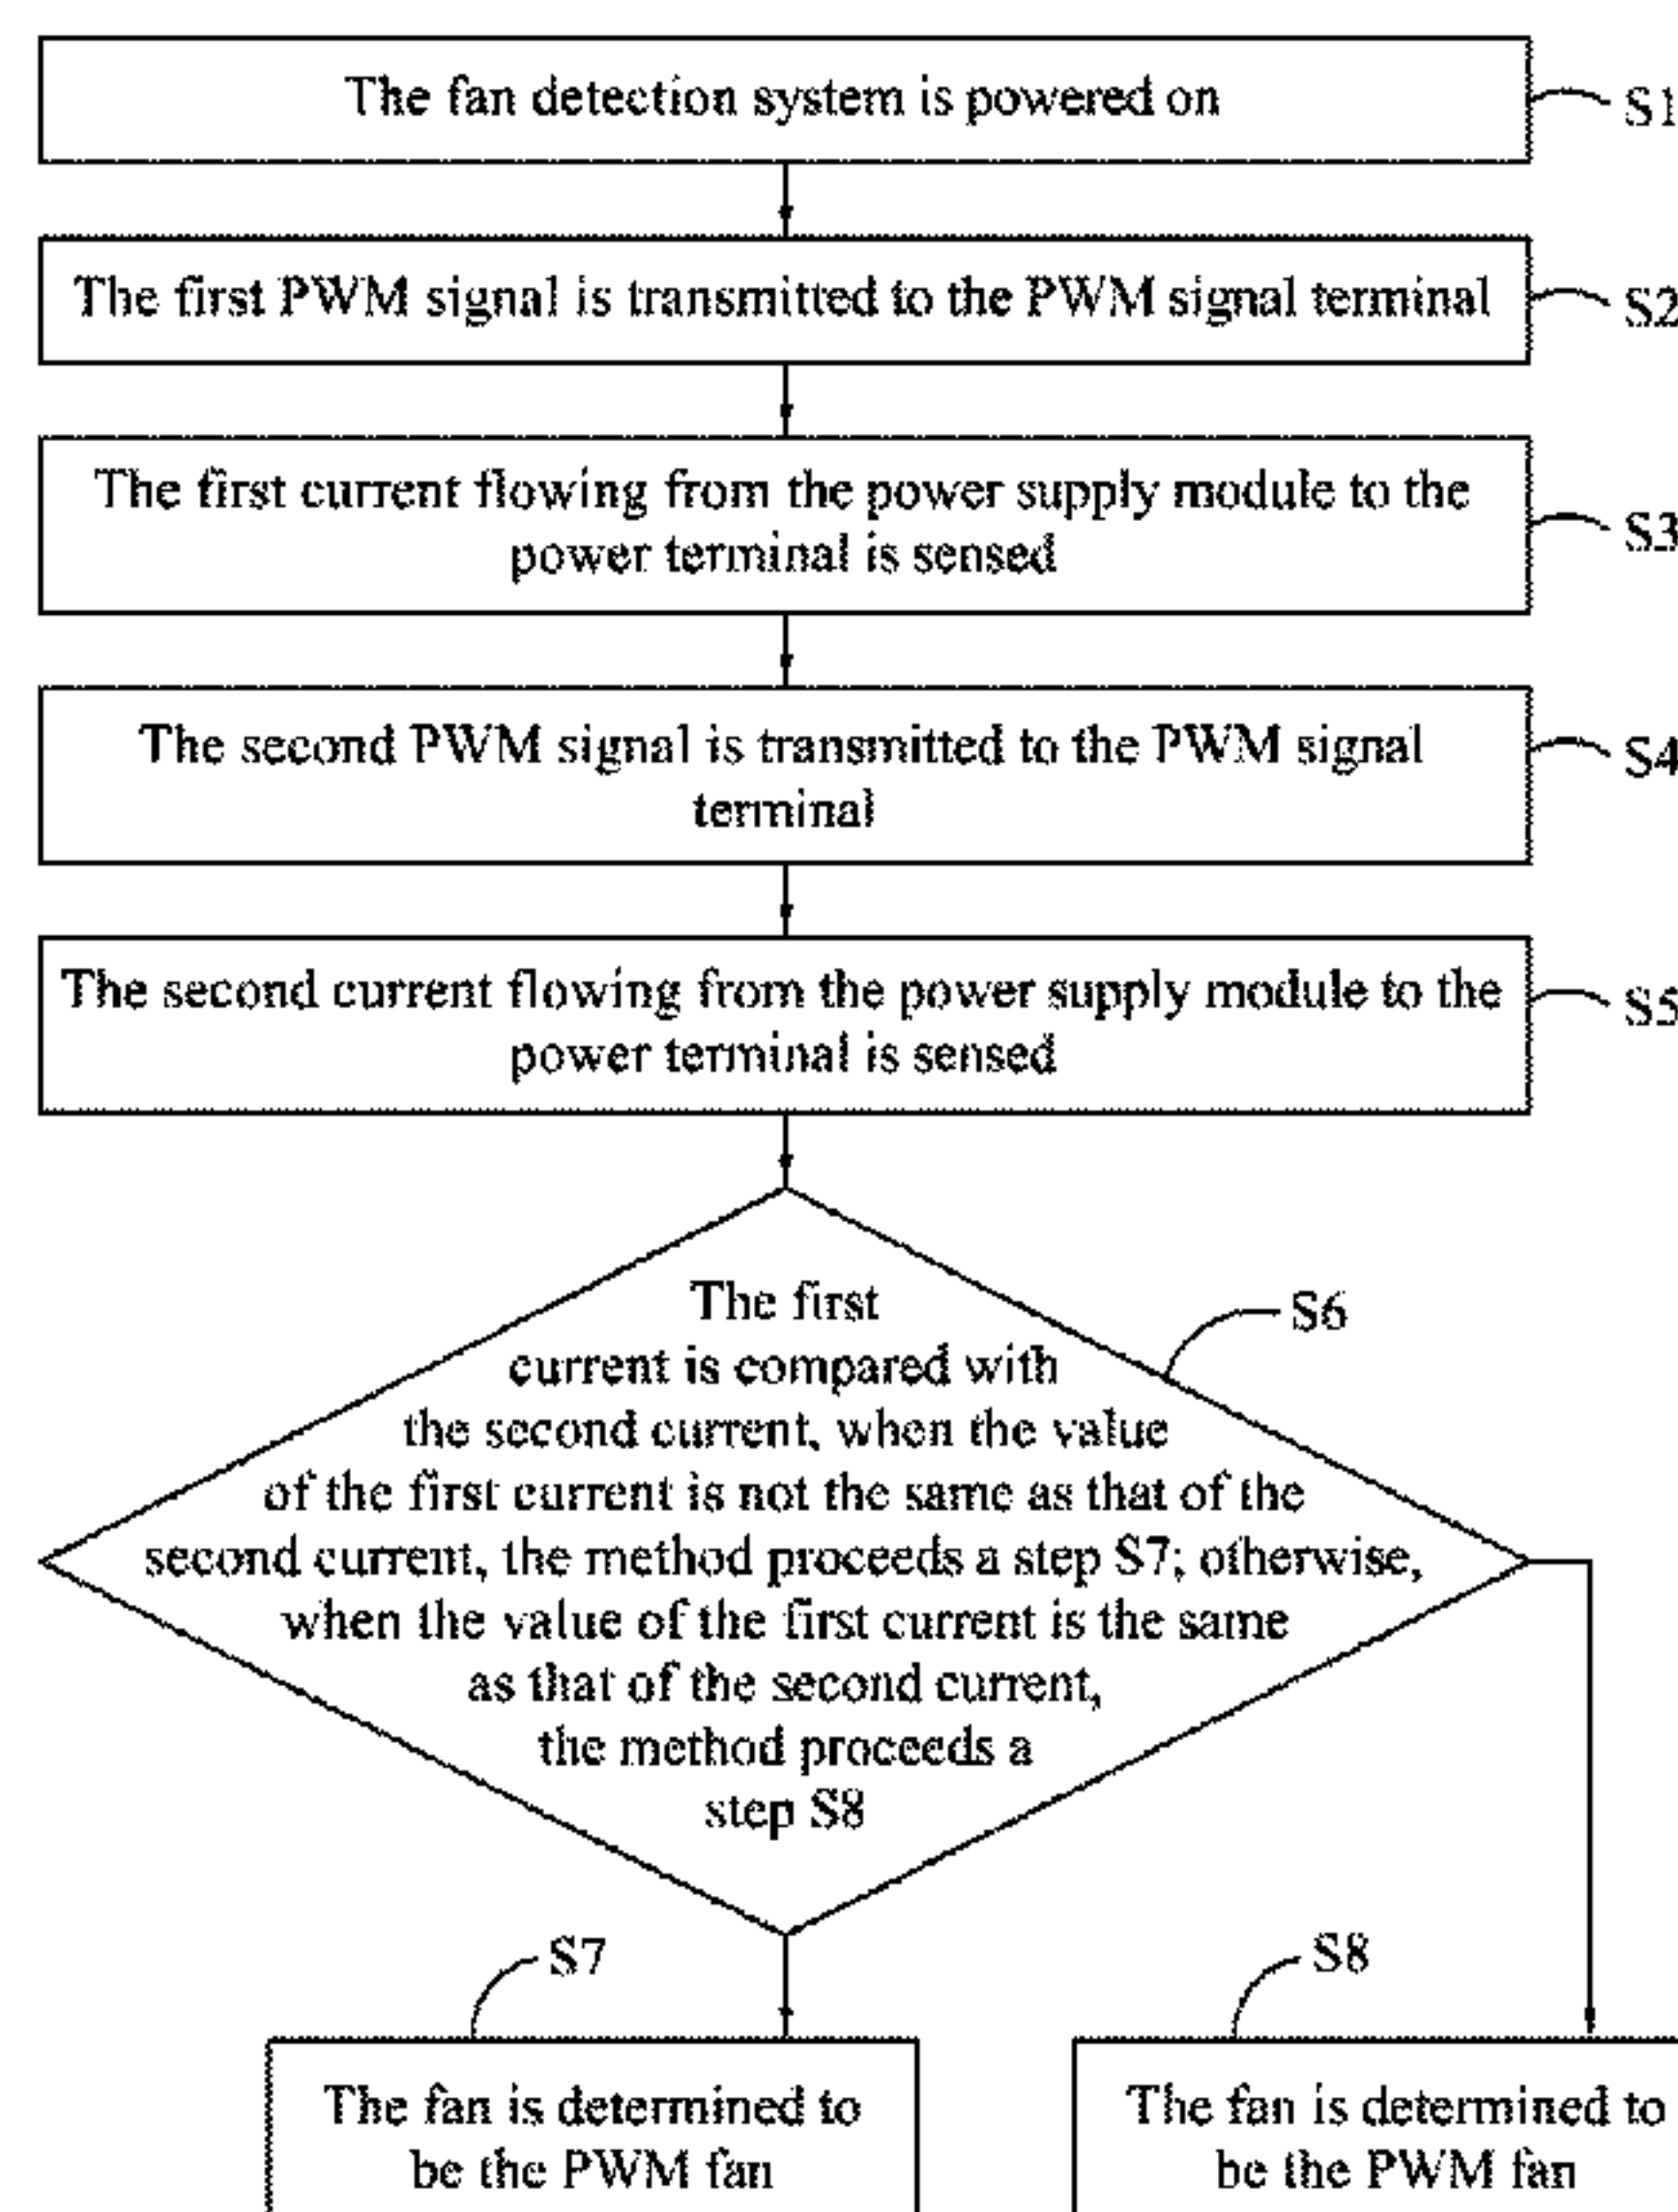 The fan detection system is powered on
S1
The first PWM signal is transmitted to the PWM signal terminal
S2
The first current flowing from the power supply module to the
power terminal is sensed
S3
The second PWM signal is transmitted to the PWM signal
terminal
S4
The second current flowing from the power supply module to the
power terminal is sensed
S5
The first
current is compared with
the second current, when the value
of the first current is not the same as that of the
second current, the method proceeds a step S7; otherwise,
when the value of the first current is the same
as that of the second current,
the method proceeds a
step S8
S6
S7
The fan is determined to
be the PWM fan
S8
The fan is determined to
be the PWM fan